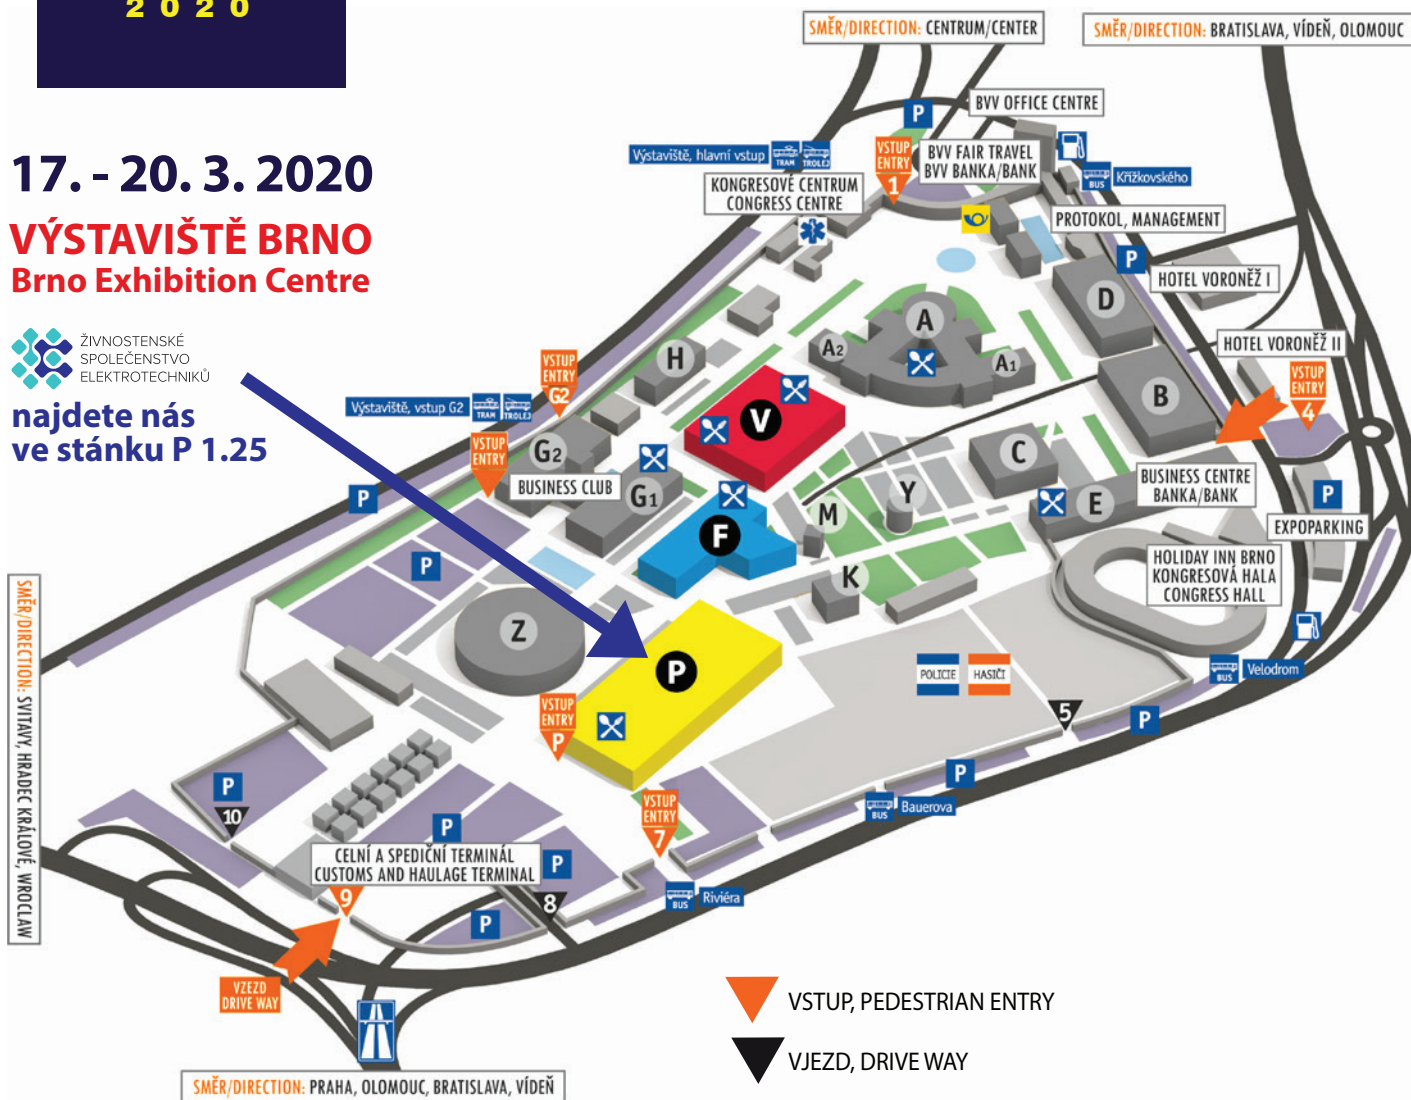 2020
SMĚR/DIRECTION: CENTRUM/CENTER
SMĚR/DIRECTION: BRATISLAVA, VÍDEŇ, OLOMOUC
17. - 20. 3. 2020
VÝSTAVIŠTĚ BRNO
Brno Exhibition Centre
ŽIVNOSTENSKÉ
SPOLEČENSTVO
ELEKTROTECHNIKŮ
najdete nás
ve stánku P 1.25
BVV OFFICE CENTRE
P
VSTUP
ENTRY
1
BVV FAIR TRAVEL
BVV BANKA/BANK
Výstaviště, hlavní vstup
TRAM
TROLEJ
KONGRESOVÉ CENTRUM
CONGRESS CENTRE
BUS
Křížkovského
PROTOKOL, MANAGEMENT
P
HOTEL VORONĚŽ I
D
HOTEL VORONĚŽ II
VSTUP
ENTRY
4
A
A2
A1
H
VSTUP
ENTRY
G2
Výstaviště, vstup G2
TRAM
TROLEJ
V
B
VSTUP
ENTRY
G2
C
BUSINESS CENTRE
BANKA/BANK
BUSINESS CLUB
G1
P
Y
M
E
P
EXPOPARKING
F
HOLIDAY INN BRNO
KONGRESOVÁ HALA
CONGRESS HALL
P
K
SMĚR/DIRECTION: SVITAVY, HRADEC KRÁLOVÉ, WROCLAW
Z
P
POLICIE
HASIČI
BUS
Velodrom
VSTUP
ENTRY
P
5
P
P
P
10
VSTUP
ENTRY
7
BUS
Bauerova
P
CELNÍ A SPEDIČNÍ TERMINÁL
CUSTOMS AND HAULAGE TERMINAL
P
9
8
BUS
Riviéra
P
VZEZD
DRIVE WAY
VSTUP, PEDESTRIAN ENTRY
VJEZD, DRIVE WAY
SMĚR/DIRECTION: PRAHA, OLOMOUC, BRATISLAVA, VÍDEŇ